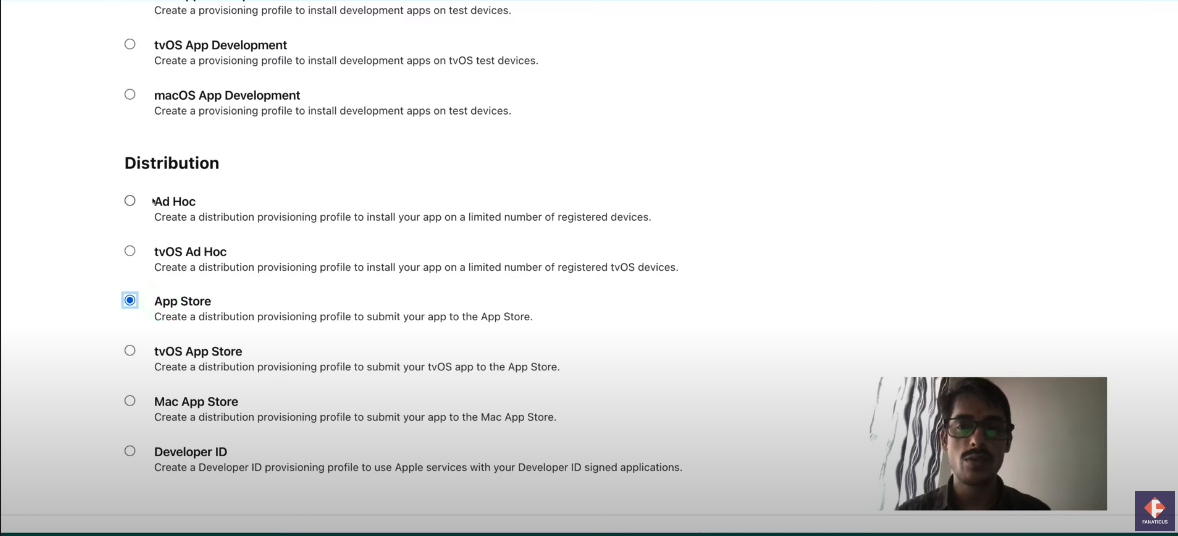 Create a provisioning profile to install development apps on test devices.
tvOS App Development
Create a provisioning profile to install development apps on tvOS test devices.
macOS App Development
Create a provisioning profile to install development apps on test devices.
Distribution
Ad Hoc
Create a distribution provisioning profile to install your app on a limited number of registered devices.
tvOS Ad Hoc
Create a distribution provisioning profile to install your app on a limited number of registered tvOS devices.
App Store
Create a distribution provisioning profile to submit your app to the App Store.
tvOS App Store
Create a distribution provisioning profile to submit your tvOS app to the App Store.
Mac App Store
Create a distribution provisioning profile to submit your app to the Mac App Store.
Developer ID
Create a Developer ID provisioning profile to use Apple services with your Developer ID signed applications.
FANATICUS